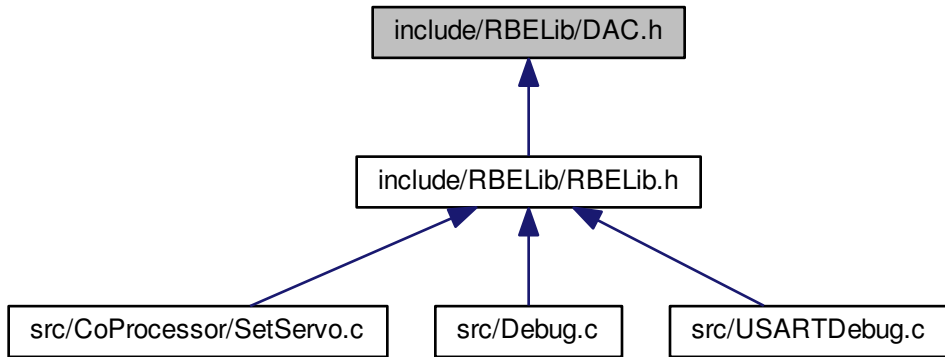 include/RBELib/DAC.h
include/RBELib/RBELib.h
src/CoProcessor/SetServo.c
src/Debug.c
src/USARTDebug.c